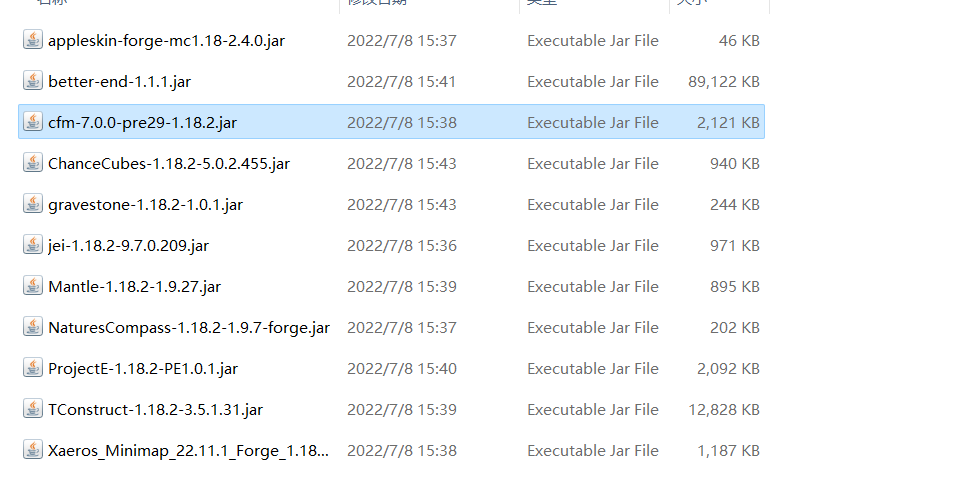 名称 修改日期 类型 大小
appleskin-forge-mc1.18-2.4.0.jar 2022/7/8 15:37 Executable Jar File 46 KB
better-end-1.1.1.jar 2022/7/8 15:41 Executable Jar File 89,122 KB
cfm-7.0.0-pre29-1.18.2.jar 2022/7/8 15:38 Executable Jar File 2,121 KB
ChanceCubes-1.18.2-5.0.2.455.jar 2022/7/8 15:43 Executable Jar File 940 KB
gravestone-1.18.2-1.0.1.jar 2022/7/8 15:43 Executable Jar File 244 KB
jei-1.18.2-9.7.0.209.jar 2022/7/8 15:36 Executable Jar File 971 KB
Mantle-1.18.2-1.9.27.jar 2022/7/8 15:39 Executable Jar File 895 KB
NaturesCompass-1.18.2-1.9.7-forge.jar 2022/7/8 15:37 Executable Jar File 202 KB
ProjectE-1.18.2-PE1.0.1.jar 2022/7/8 15:40 Executable Jar File 2,092 KB
TConstruct-1.18.2-3.5.1.31.jar 2022/7/8 15:39 Executable Jar File 12,828 KB
Xaeros_Minimap_22.11.1_Forge_1.18... 2022/7/8 15:38 Executable Jar File 1,187 KB